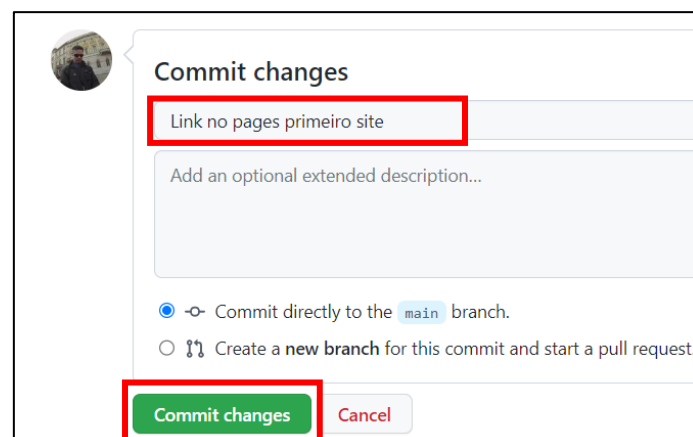 Commit changes
Link no pages primeiro site
Add an optional extended description...
Commit directly to the main branch.
Create a new branch for this commit and start a pull request.
Commit changes
Cancel